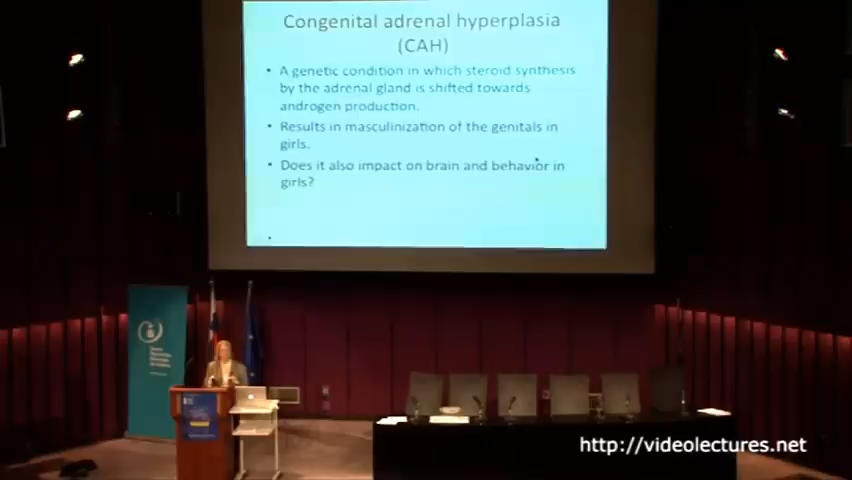 Congenital adrenal hyperplasia
(CAH)
• A genetic condition in which steroid synthesis
by the adrenal gland is shifted towards
androgen production.
• Results in masculinization of the genitals in
girls.
• Does it also impact on brain and behavior in
girls?
•
http://videolectures.net